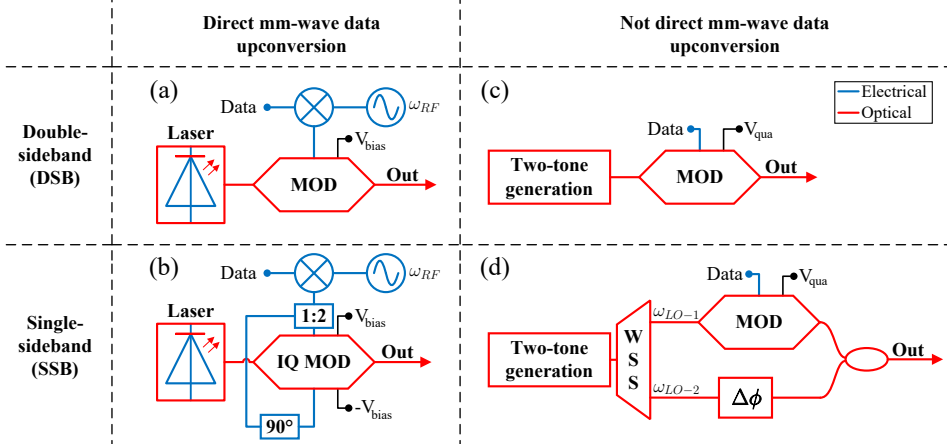 Direct mm-wave data
upconversion
Not direct mm-wave data
upconversion
Double-
sideband
(DSB)
(a)
Data
ω_RF
Laser
V_bias
MOD
Out
(c)
Electrical
Optical
Data
V_qua
Two-tone
generation
MOD
Out
Single-
sideband
(SSB)
(b)
Data
ω_RF
Laser
1:2
V_bias
IQ MOD
Out
-V_bias
90°
(d)
Data
V_qua
ω_LO-1
MOD
Two-tone
generation
W
S
S
Out
ω_LO-2
Δϕ